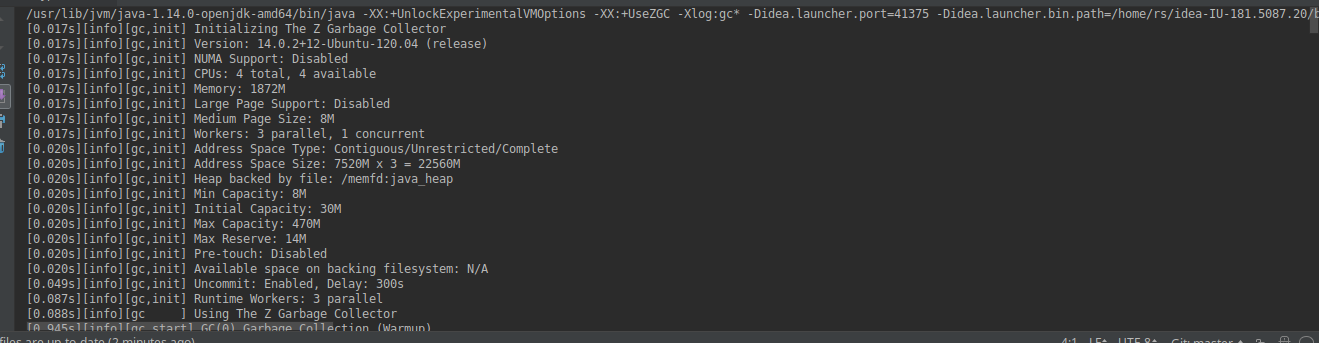 /usr/lib/jvm/java-1.14.0-openjdk-amd64/bin/java -XX:+UnlockExperimentalVMOptions -XX:+UseZGC -Xlog:gc* -Didea.launcher.port=41375 -Didea.launcher.bin.path=/home/rs/idea-IU-181.5087.20/b
[0.017s][info][gc,init] Initializing The Z Garbage Collector
[0.017s][info][gc,init] Version: 14.0.2+12-Ubuntu-120.04 (release)
[0.017s][info][gc,init] NUMA Support: Disabled
[0.017s][info][gc,init] CPUs: 4 total, 4 available
[0.017s][info][gc,init] Memory: 1872M
[0.017s][info][gc,init] Large Page Support: Disabled
[0.017s][info][gc,init] Medium Page Size: 8M
[0.017s][info][gc,init] Workers: 3 parallel, 1 concurrent
[0.020s][info][gc,init] Address Space Type: Contiguous/Unrestricted/Complete
[0.020s][info][gc,init] Address Space Size: 7520M x 3 = 22560M
[0.020s][info][gc,init] Heap backed by file: /memfd:java_heap
[0.020s][info][gc,init] Min Capacity: 8M
[0.020s][info][gc,init] Initial Capacity: 30M
[0.020s][info][gc,init] Max Capacity: 470M
[0.020s][info][gc,init] Max Reserve: 14M
[0.020s][info][gc,init] Pre-touch: Disabled
[0.020s][info][gc,init] Available space on backing filesystem: N/A
[0.049s][info][gc,init] Uncommit: Enabled, Delay: 300s
[0.087s][info][gc,init] Runtime Workers: 3 parallel
[0.088s][info][gc     ] Using The Z Garbage Collector
[0.945s][info][gc,start] GC(0) Garbage Collection (Warmup)
files are up-to-date (2 minutes ago) 4:1 LF UTF-8 Git: master